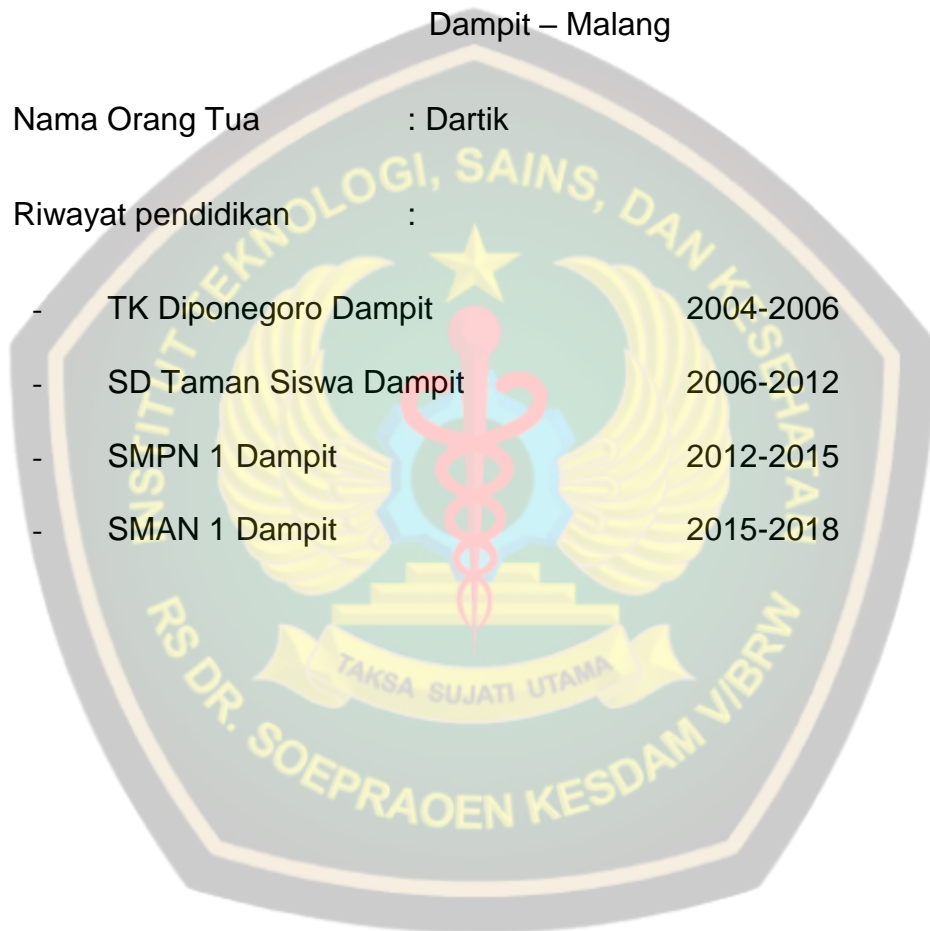 Dampit – Malang
Nama Orang Tua : Dartik
Riwayat pendidikan :
- TK Diponegoro Dampit 2004-2006
- SD Taman Siswa Dampit 2006-2012
- SMPN 1 Dampit 2012-2015
- SMAN 1 Dampit 2015-2018
INSTITUT TEKNOLOGI, SAINS, DAN KESEHATAN
TAKSA SUJATI UTAMA
RS DR. SOEPRAOEN KESDAM V/BRW